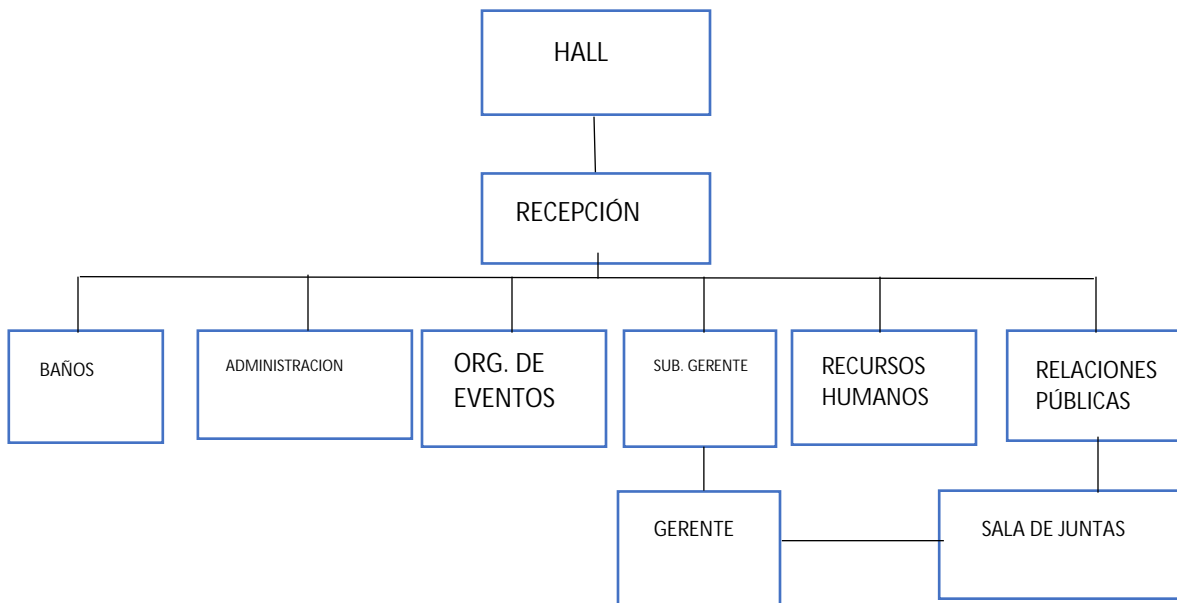 HALL
RECEPCIÓN
BAÑOS
ADMINISTRACION
ORG. DE
EVENTOS
SUB. GERENTE
RECURSOS
HUMANOS
RELACIONES
PÚBLICAS
GERENTE
SALA DE JUNTAS